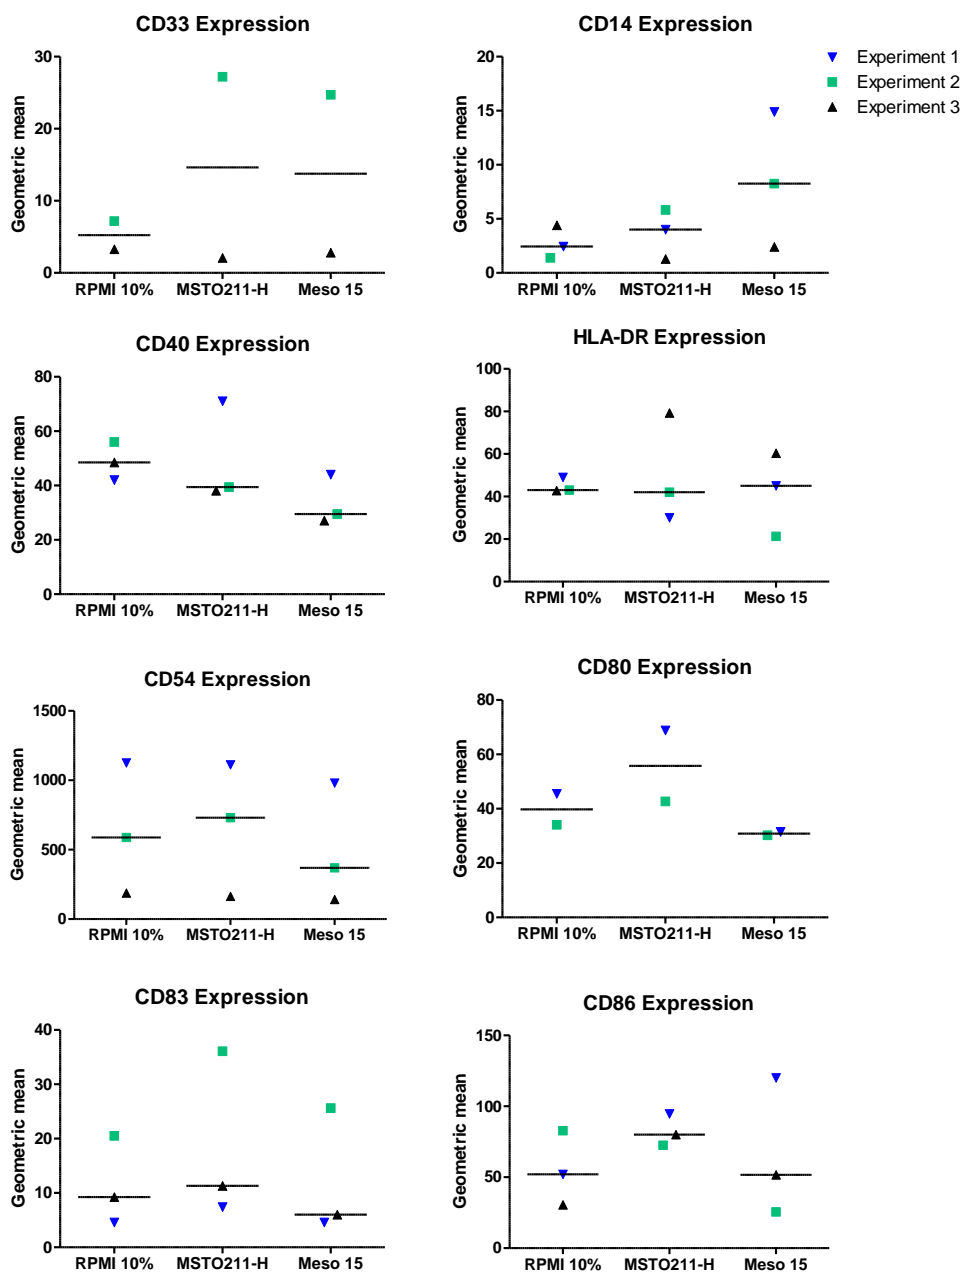 CD33 Expression
Geometric mean
30
20
10
0
RPMI 10% MSTO211-H Meso 15
CD14 Expression
Geometric mean
20
15
10
5
0
RPMI 10% MSTO211-H Meso 15
Experiment 1
Experiment 2
Experiment 3
CD40 Expression
Geometric mean
80
60
40
20
0
RPMI 10% MSTO211-H Meso 15
HLA-DR Expression
Geometric mean
100
80
60
40
20
0
RPMI 10% MSTO211-H Meso 15
CD54 Expression
Geometric mean
1500
1000
500
0
RPMI 10% MSTO211-H Meso 15
CD80 Expression
Geometric mean
80
60
40
20
0
RPMI 10% MSTO211-H Meso 15
CD83 Expression
Geometric mean
40
30
20
10
0
RPMI 10% MSTO211-H Meso 15
CD86 Expression
Geometric mean
150
100
50
0
RPMI 10% MSTO211-H Meso 15